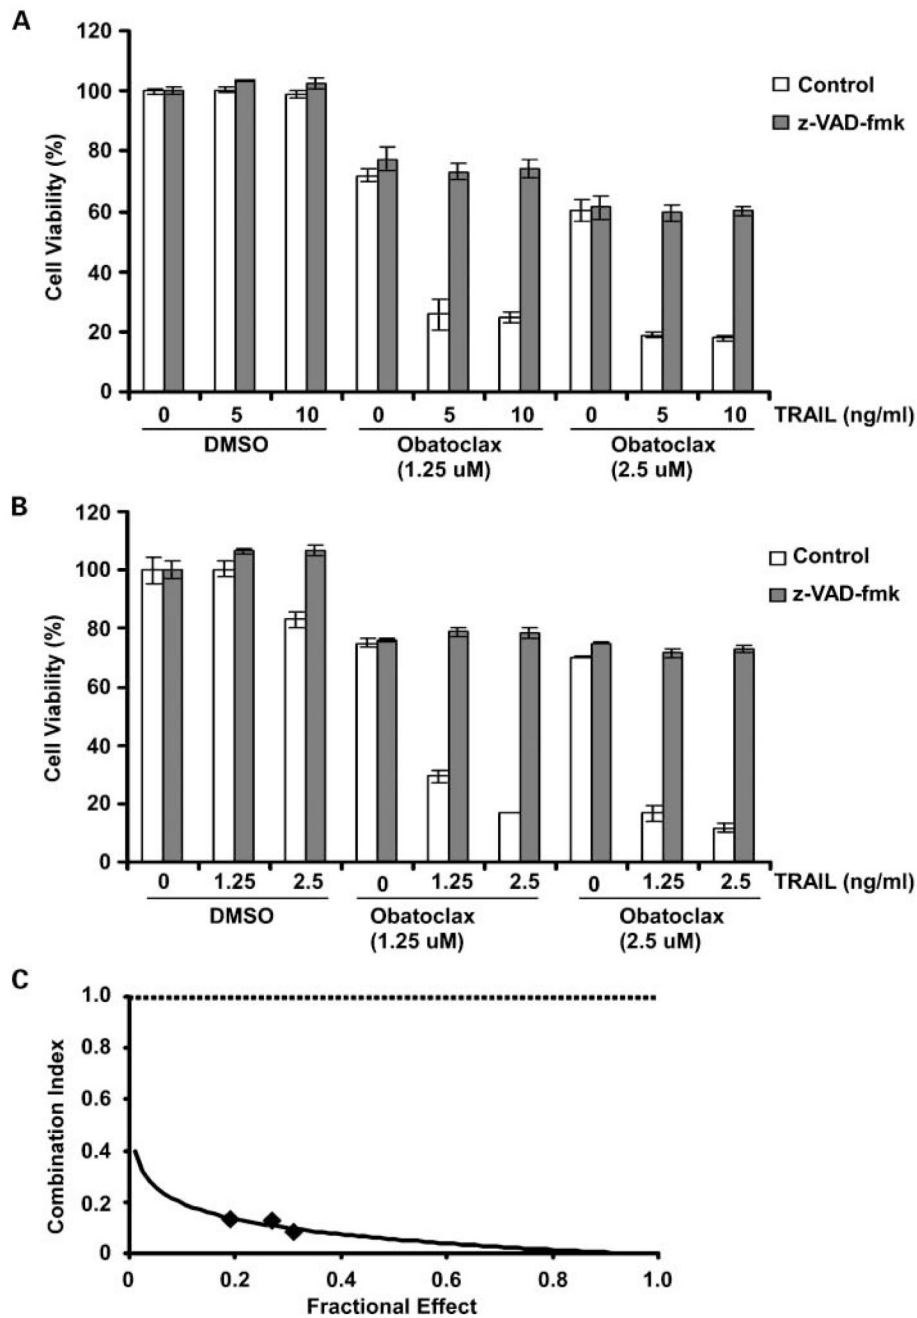 A
120
100
80
60
40
20
0
Cell Viability (%)
Control
z-VAD-fmk
0 5 10 0 5 10 0 5 10 TRAIL (ng/ml)
DMSO Obatoclax Obatoclax
(1.25 uM) (2.5 uM)
B
120
100
80
60
40
20
0
Cell Viability (%)
Control
z-VAD-fmk
0 1.25 2.5 0 1.25 2.5 0 1.25 2.5 TRAIL (ng/ml)
DMSO Obatoclax Obatoclax
(1.25 uM) (2.5 uM)
C
1.0
0.8
0.6
0.4
0.2
0
Combination Index
0 0.2 0.4 0.6 0.8 1.0
Fractional Effect